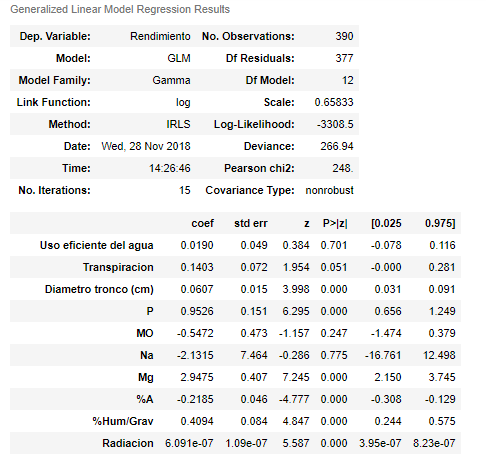 Generalized Linear Model Regression Results
Dep. Variable: Rendimiento No. Observations: 390
Model: GLM Df Residuals: 377
Model Family: Gamma Df Model: 12
Link Function: log Scale: 0.65833
Method: IRLS Log-Likelihood: -3308.5
Date: Wed, 28 Nov 2018 Deviance: 266.94
Time: 14:26:46 Pearson chi2: 248.
No. Iterations: 15 Covariance Type: nonrobust
coef std err z P>|z| [0.025 0.975]
Uso eficiente del agua 0.0190 0.049 0.384 0.701 -0.078 0.116
Transpiracion 0.1403 0.072 1.954 0.051 -0.000 0.281
Diametro tronco (cm) 0.0607 0.015 3.998 0.000 0.031 0.091
P 0.9526 0.151 6.295 0.000 0.656 1.249
MO -0.5472 0.473 -1.157 0.247 -1.474 0.379
Na -2.1315 7.464 -0.286 0.775 -16.761 12.498
Mg 2.9475 0.407 7.245 0.000 2.150 3.745
%A -0.2185 0.046 -4.777 0.000 -0.308 -0.129
%Hum/Grav 0.4094 0.084 4.847 0.000 0.244 0.575
Radiacion 6.091e-07 1.09e-07 5.587 0.000 3.95e-07 8.23e-07